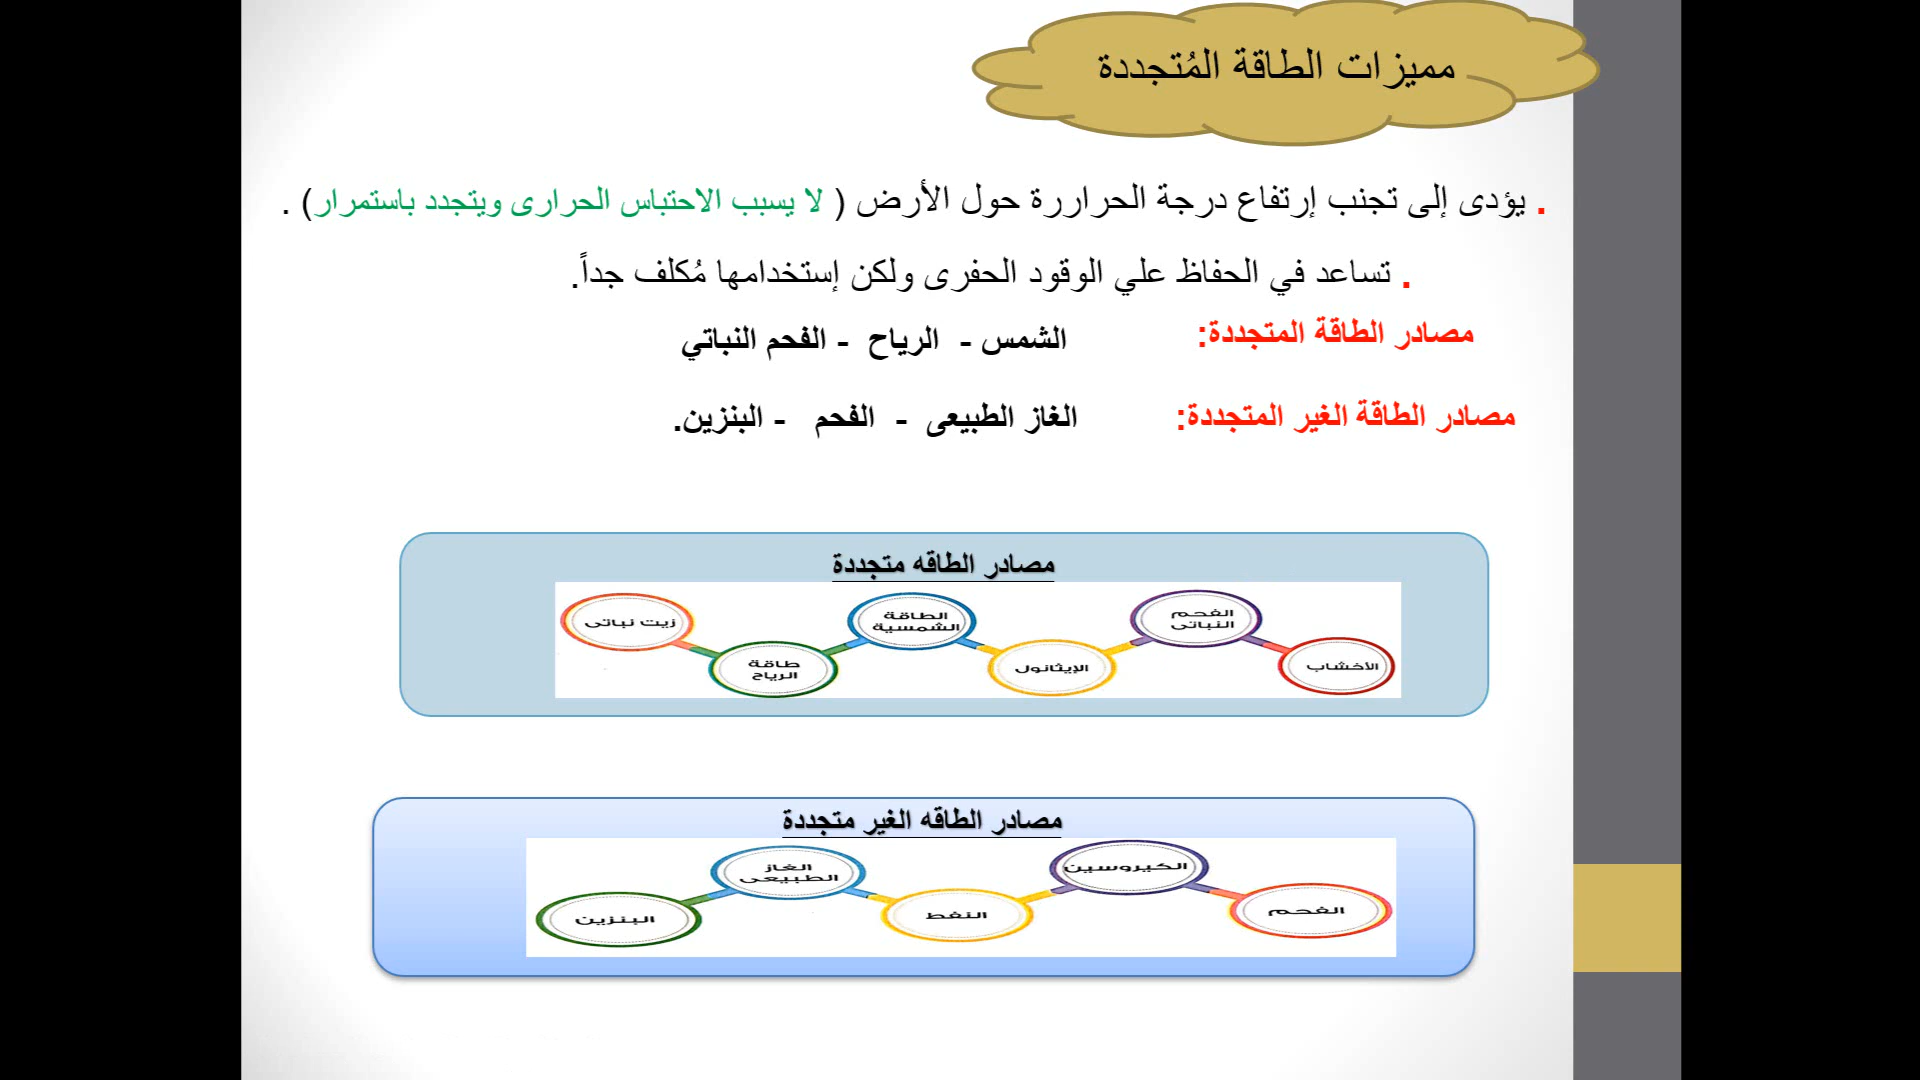 مميزات الطاقة المُتجددة
. يؤدى إلى تجنب إرتفاع درجة الحراررة حول الأرض ( لا يسبب الاحتباس الحرارى ويتجدد باستمرار) .
. تساعد في الحفاظ علي الوقود الحفرى ولكن إستخدامها مُكلف جداً.
مصادر الطاقة المتجددة: الشمس - الرياح - الفحم النباتي
مصادر الطاقة الغير المتجددة: الغاز الطبيعى - الفحم - البنزين.
مصادر الطاقه متجددة
الأخشاب
الفحم
النباتى
الإيثانول
الطاقة
الشمسية
طاقة
الرياح
زيت نباتى
مصادر الطاقه الغير متجددة
الفحم
الكيروسين
النفط
الغاز
الطبيعى
البنزين